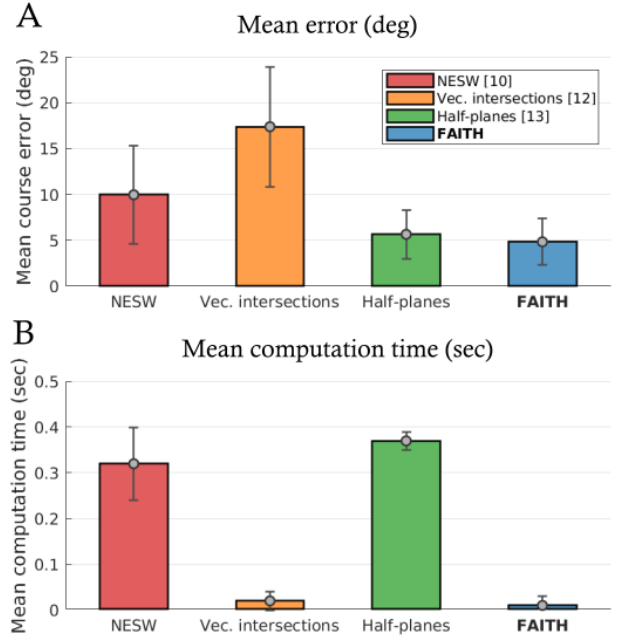 A
Mean error (deg)
Mean course error (deg)
25
20
15
10
5
0
NESW [10]
Vec. intersections [12]
Half-planes [13]
FAITH
NESW Vec. intersections Half-planes FAITH
B
Mean computation time (sec)
Mean computation time (sec)
0.5
0.4
0.3
0.2
0.1
0
NESW Vec. intersections Half-planes FAITH